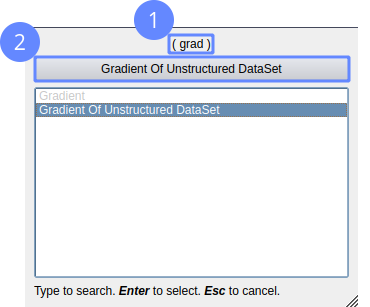 1
2
( grad )
Gradient Of Unstructured DataSet
Gradient
Gradient Of Unstructured DataSet
Type to search. Enter to select. Esc to cancel.